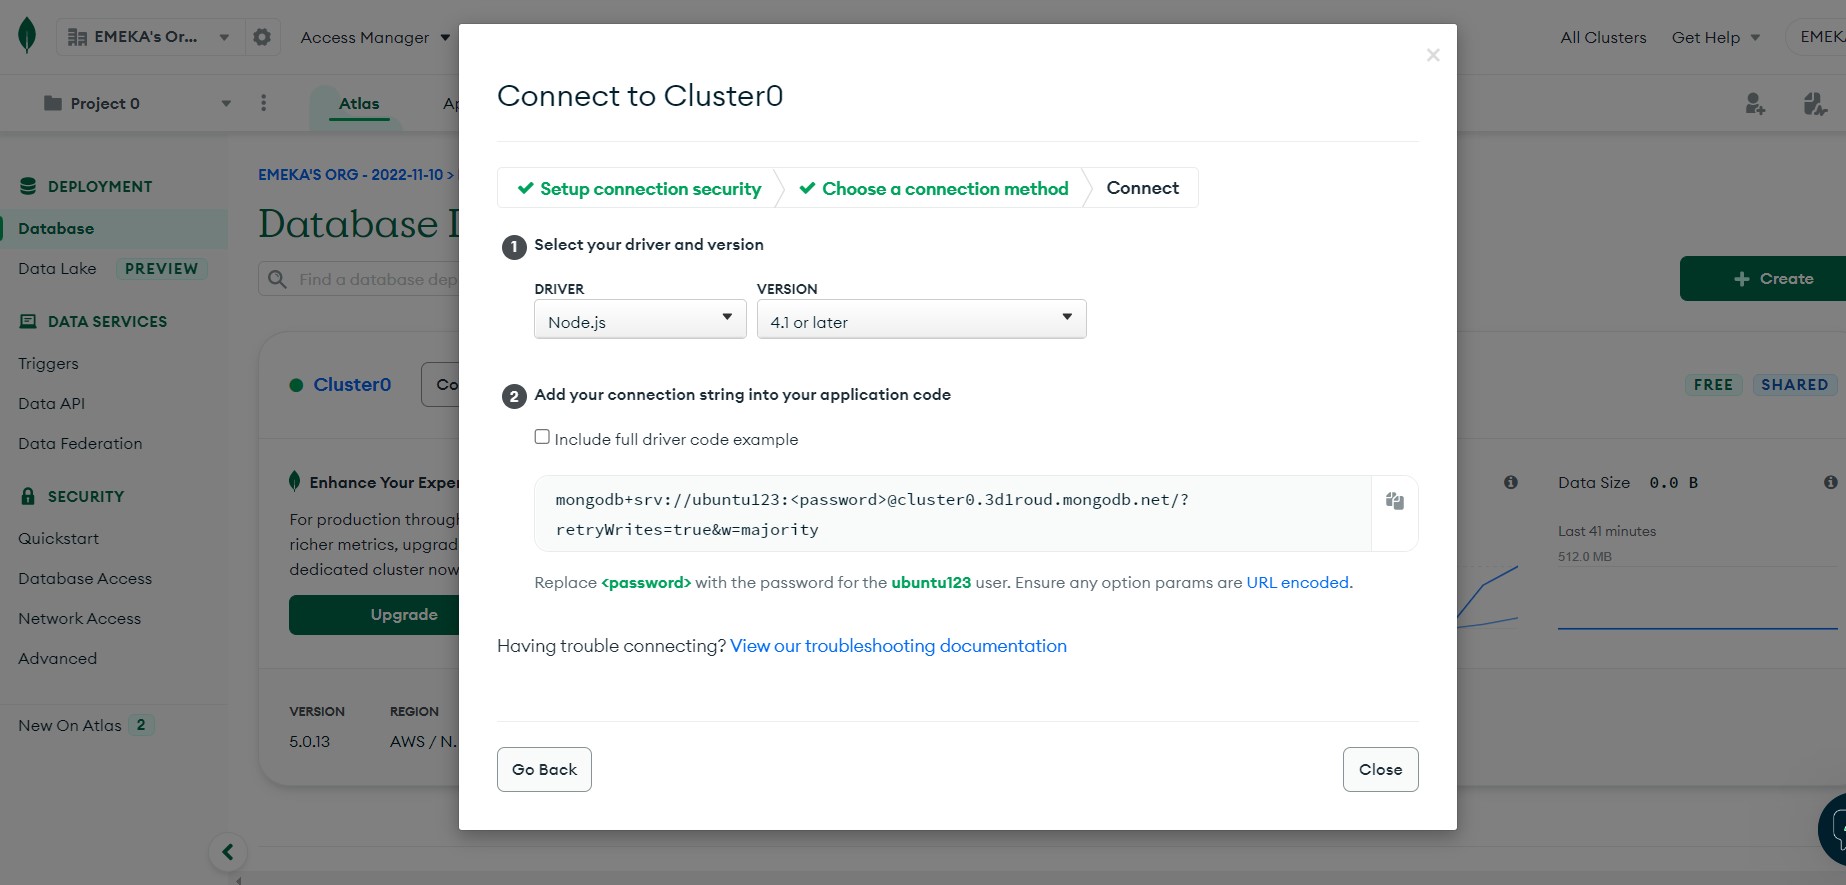 EMEKA's Or...
Access Manager
All Clusters
Get Help
Project 0
Atlas
DEPLOYMENT
Database
Data Lake PREVIEW
DATA SERVICES
Triggers
Data API
Data Federation
SECURITY
Quickstart
Database Access
Network Access
Advanced
New On Atlas 2
EMEKA'S ORG - 2022-11-10 >
Database
Find a database
Create
Cluster0
FREE SHARED
Enhance Your
For production
richer metrics,
dedicated cluster now
Upgrade
VERSION REGION
5.0.13 AWS / N.
Data Size 0.0 B
Last 41 minutes
512.0 MB
Connect to Cluster0
×
Setup connection security
Choose a connection method
Connect
1 Select your driver and version
DRIVER VERSION
Node.js 4.1 or later
2 Add your connection string into your application code
Include full driver code example
mongodb+srv://ubuntu123:<password>@cluster0.3d1roud.mongodb.net/?
retryWrites=true&w=majority
Replace <password> with the password for the ubuntu123 user. Ensure any option params are URL encoded.
Having trouble connecting? View our troubleshooting documentation
Go Back
Close